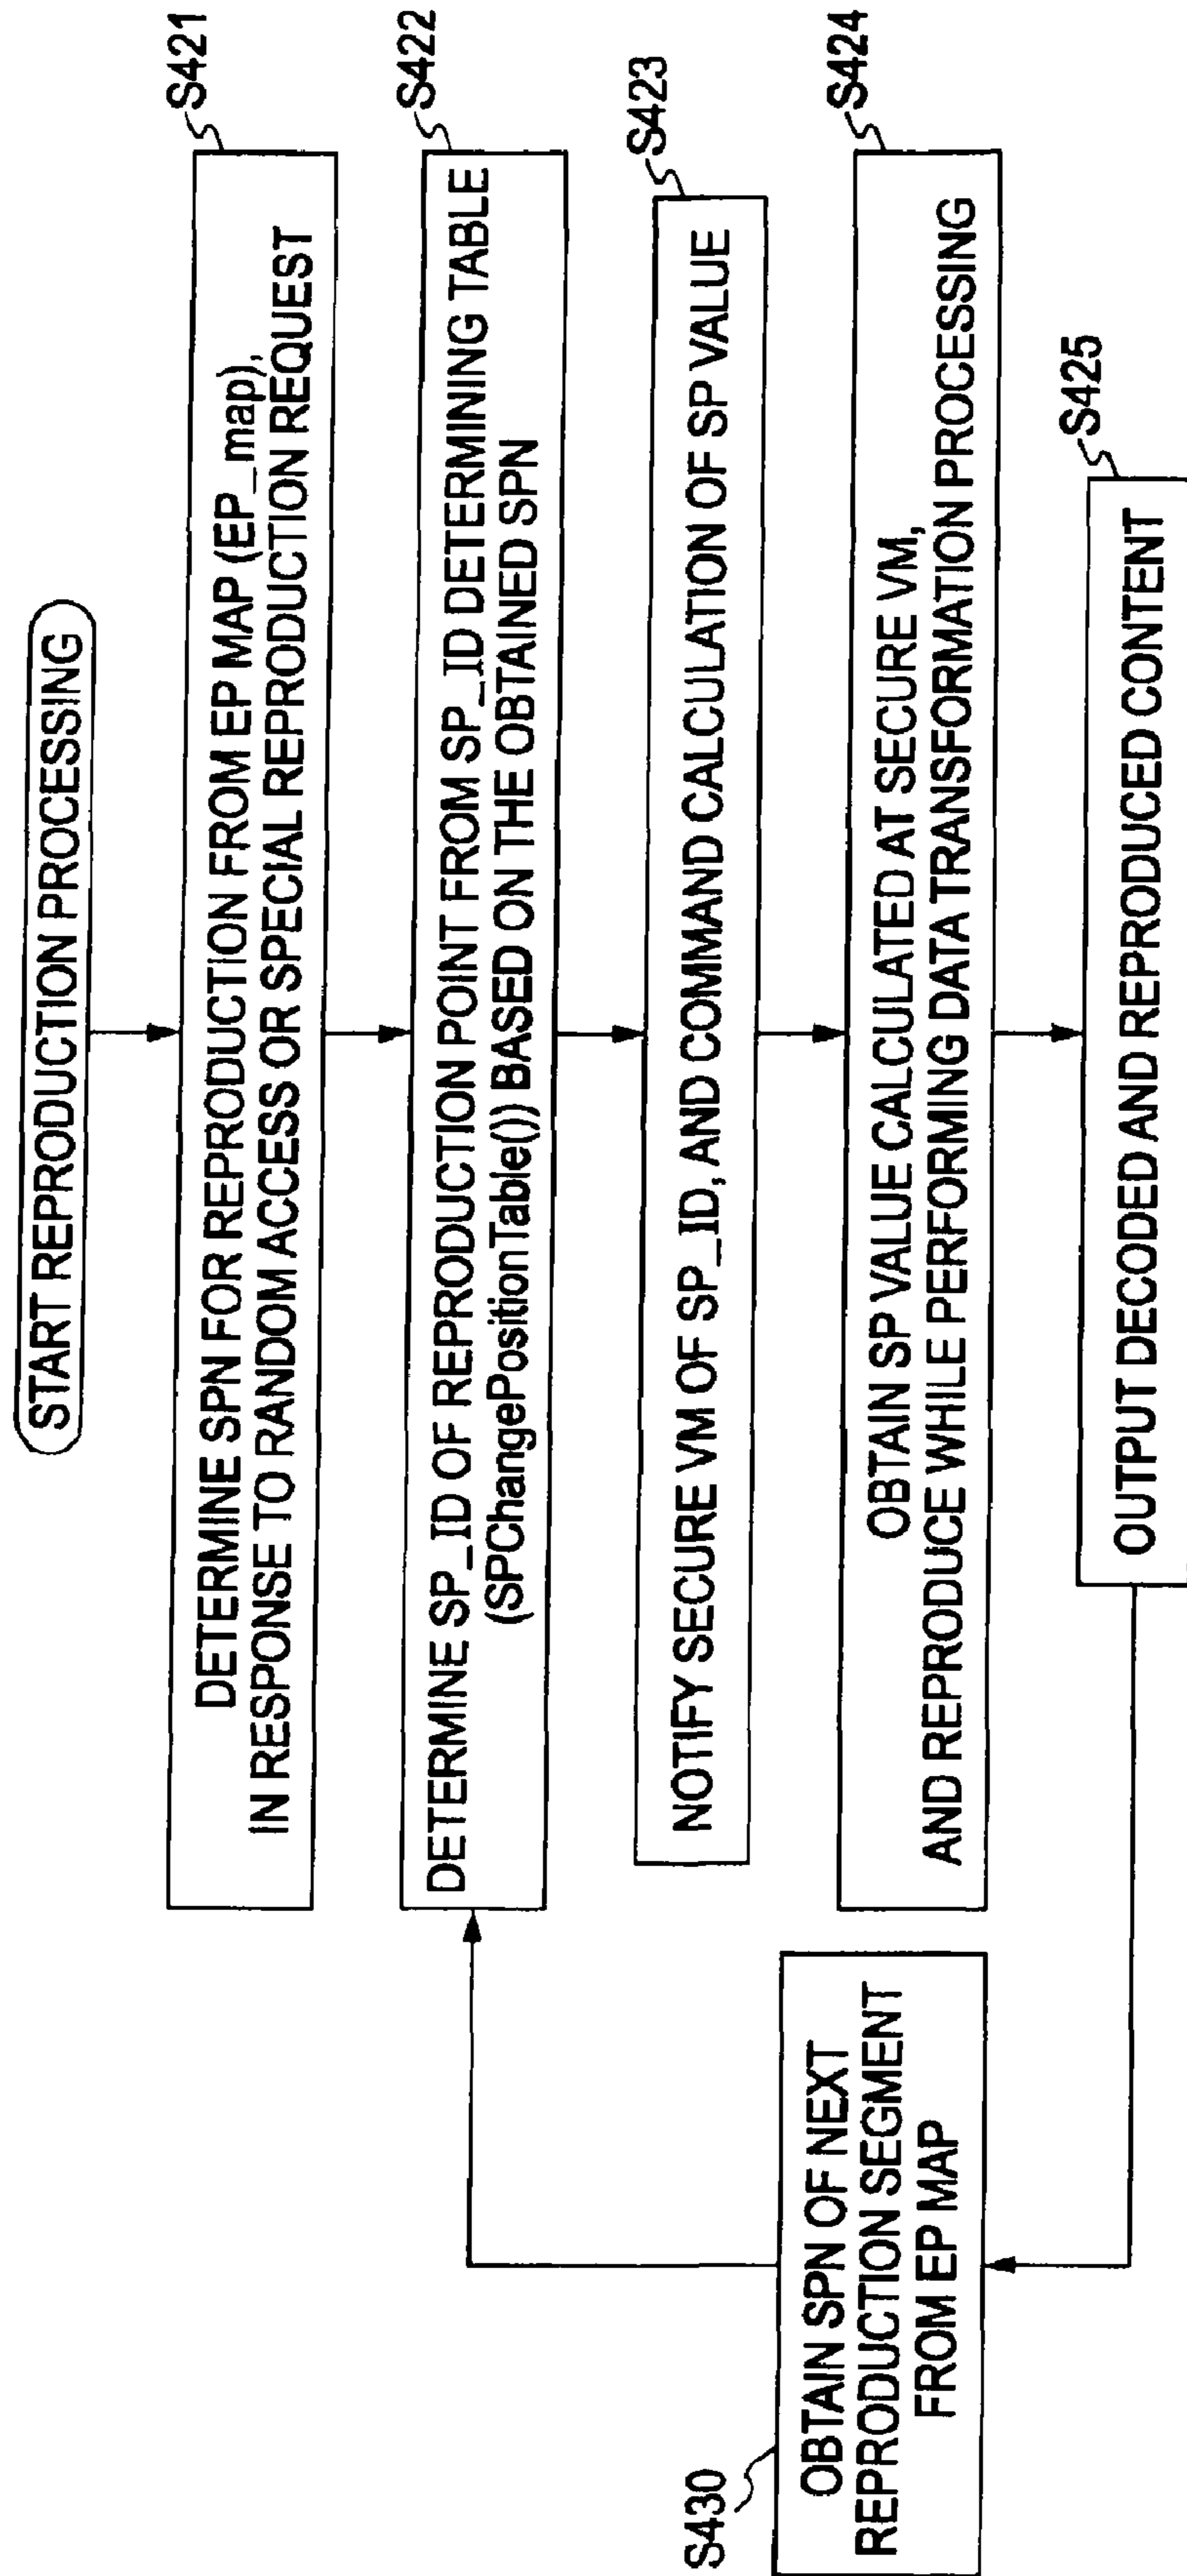 START REPRODUCTION PROCESSING
S421
DETERMINE SPN FOR REPRODUCTION FROM EP MAP (EP_map),
IN RESPONSE TO RANDOM ACCESS OR SPECIAL REPRODUCTION REQUEST
S422
DETERMINE SP_ID OF REPRODUCTION POINT FROM SP_ID DETERMINING TABLE
(SPChangePositionTable()) BASED ON THE OBTAINED SPN
S423
NOTIFY SECURE VM OF SP_ID, AND COMMAND CALCULATION OF SP VALUE
S424
OBTAIN SP VALUE CALCULATED AT SECURE VM,
AND REPRODUCE WHILE PERFORMING DATA TRANSFORMATION PROCESSING
S425
OUTPUT DECODED AND REPRODUCED CONTENT
S430
OBTAIN SPN OF NEXT
REPRODUCTION SEGMENT
FROM EP MAP